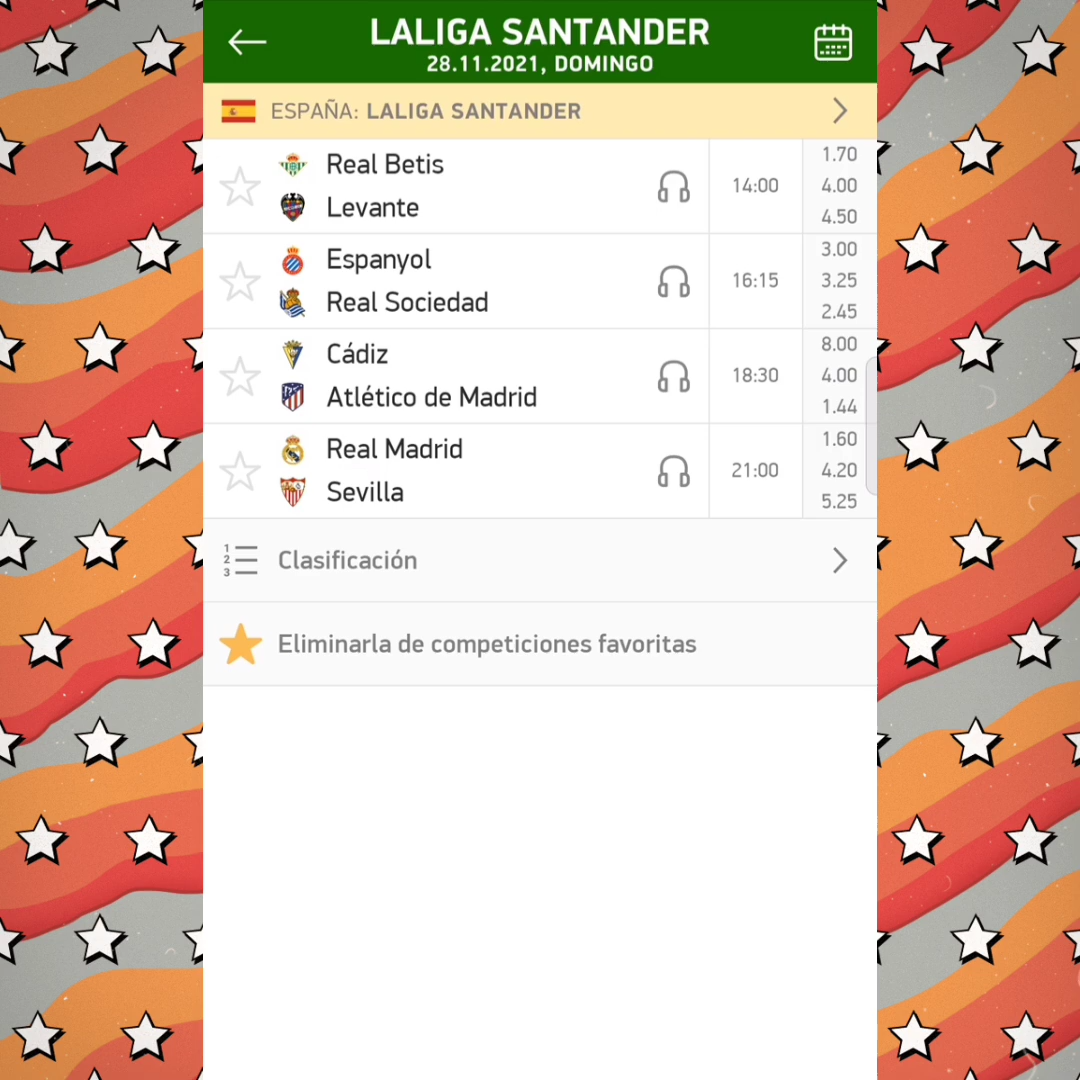 LALIGA SANTANDER
28.11.2021, DOMINGO
ESPAÑA: LALIGA SANTANDER
Real Betis
Levante
14:00
1.70
4.00
4.50
Espanyol
Real Sociedad
16:15
3.00
3.25
2.45
Cádiz
Atlético de Madrid
18:30
8.00
4.00
1.44
Real Madrid
Sevilla
21:00
1.60
4.20
5.25
1
2
3
Clasificación
Eliminarla de competiciones favoritas